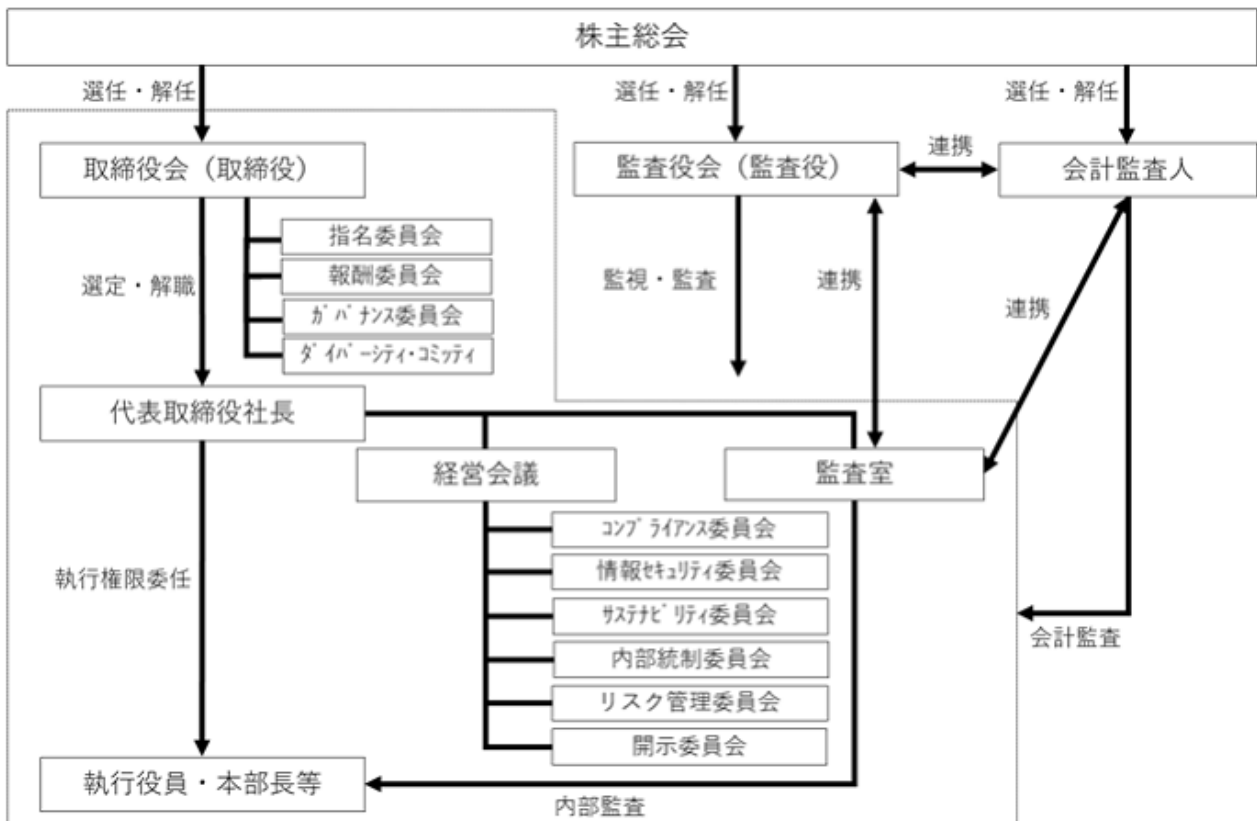 株主総会
選任・解任
選任・解任
選任・解任
取締役会（取締役）
監査役会（監査役）
連携
会計監査人
指名委員会
報酬委員会
ｶﾞﾊﾞﾅﾝｽ委員会
ﾀﾞｲﾊﾞｰｼﾃｨ・ｺﾐｯﾃｨ
選定・解職
監視・監査
連携
連携
代表取締役社長
経営会議
監査室
ｺﾝﾌﾟﾗｲｱﾝｽ委員会
情報ｾｷｭﾘﾃｨ委員会
ｻｽﾃﾅﾋﾞﾘﾃｨ委員会
内部統制委員会
リスク管理委員会
開示委員会
執行権限委任
会計監査
執行役員・本部長等
内部監査